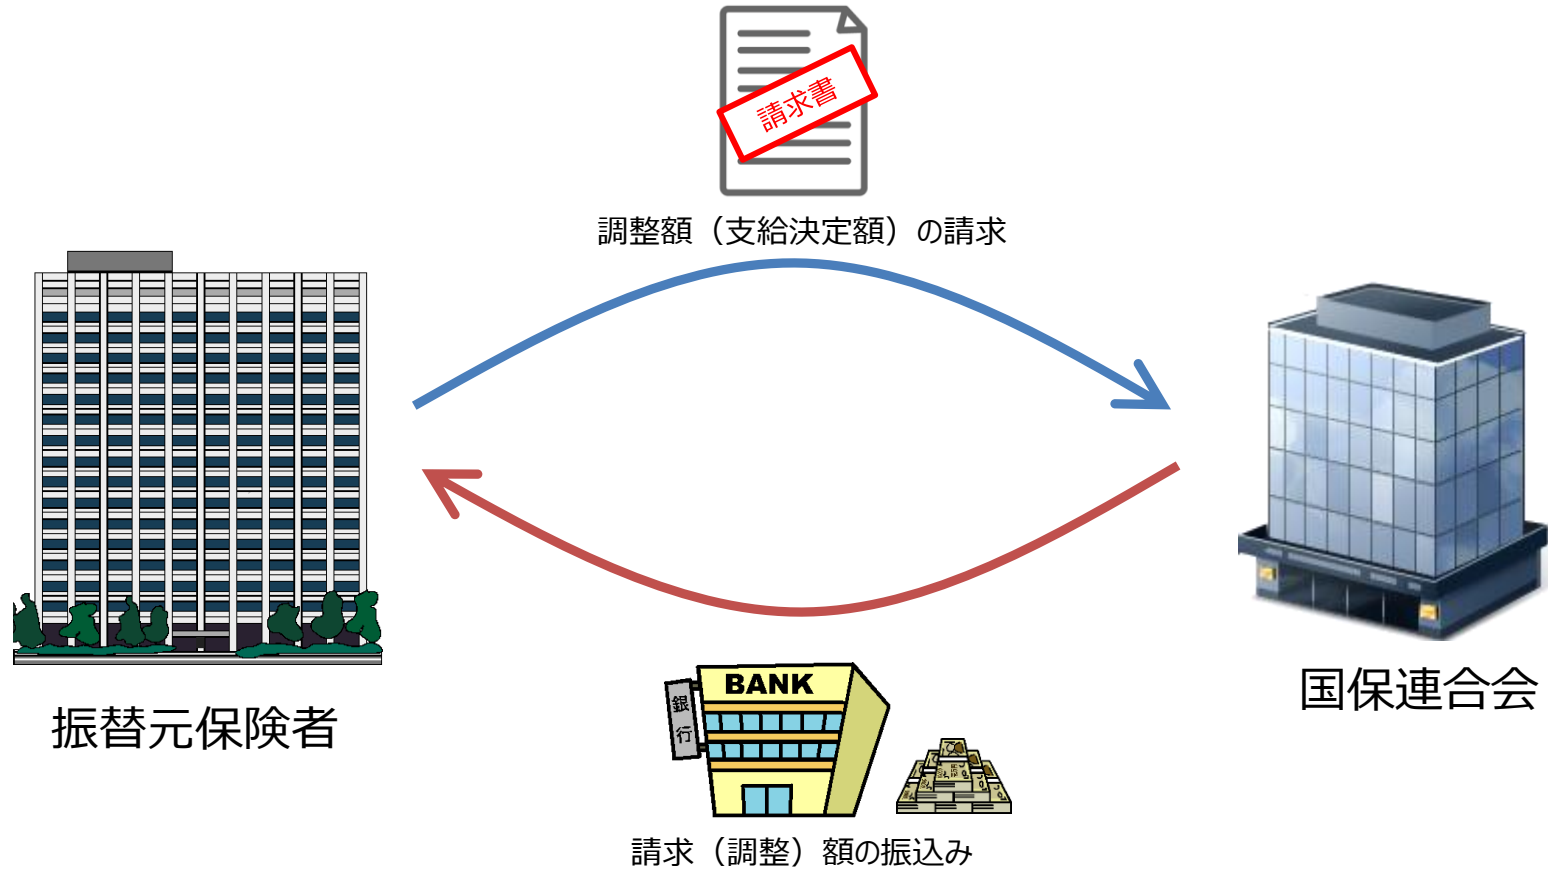 請求書
調整額（支給決定額）の請求
振替元保険者
国保連合会
BANK
銀行
請求（調整）額の振込み